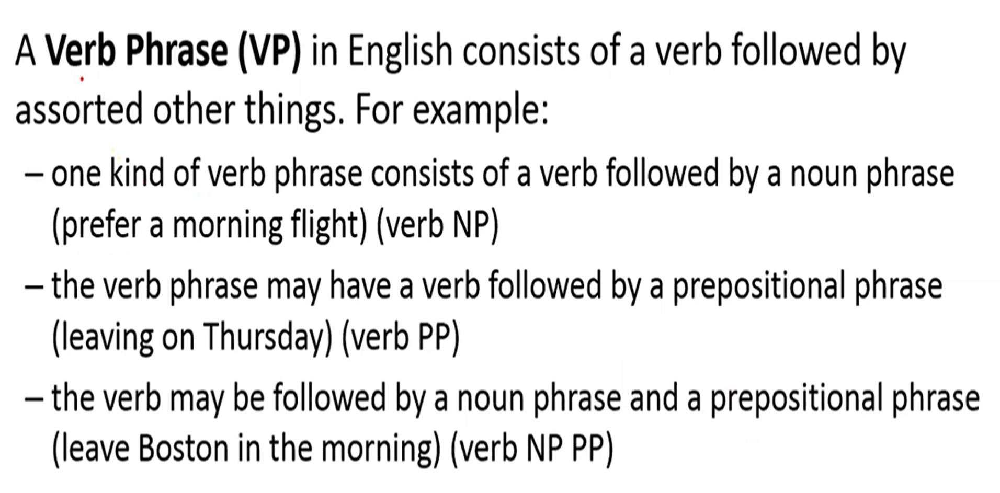 A Verb Phrase (VP) in English consists of a verb followed by
assorted other things. For example:
– one kind of verb phrase consists of a verb followed by a noun phrase
(prefer a morning flight) (verb NP)
– the verb phrase may have a verb followed by a prepositional phrase
(leaving on Thursday) (verb PP)
– the verb may be followed by a noun phrase and a prepositional phrase
(leave Boston in the morning) (verb NP PP)